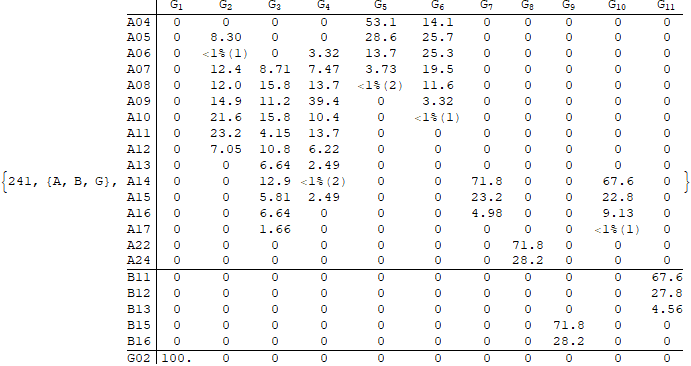 G₁ G₂ G₃ G₄ G₅ G₆ G₇ G₈ G₉ G₁₀ G₁₁
A04 0 0 0 0 53.1 14.1 0 0 0 0 0
A05 0 8.30 0 0 28.6 25.7 0 0 0 0 0
A06 0 <1%(1) 0 3.32 13.7 25.3 0 0 0 0 0
A07 0 12.4 8.71 7.47 3.73 19.5 0 0 0 0 0
A08 0 12.0 15.8 13.7 <1%(2) 11.6 0 0 0 0 0
A09 0 14.9 11.2 39.4 0 3.32 0 0 0 0 0
A10 0 21.6 15.8 10.4 0 <1%(1) 0 0 0 0 0
A11 0 23.2 4.15 13.7 0 0 0 0 0 0 0
A12 0 7.05 10.8 6.22 0 0 0 0 0 0 0
A13 0 0 6.64 2.49 0 0 0 0 0 0 0
{241, {A, B, G}, A14 0 0 12.9 <1%(2) 0 0 71.8 0 0 67.6 0 }
A15 0 0 5.81 2.49 0 0 23.2 0 0 22.8 0
A16 0 0 6.64 0 0 0 4.98 0 0 9.13 0
A17 0 0 1.66 0 0 0 0 0 0 <1%(1) 0
A22 0 0 0 0 0 0 0 71.8 0 0 0
A24 0 0 0 0 0 0 0 28.2 0 0 0
B11 0 0 0 0 0 0 0 0 0 0 67.6
B12 0 0 0 0 0 0 0 0 0 0 27.8
B13 0 0 0 0 0 0 0 0 0 0 4.56
B15 0 0 0 0 0 0 0 0 71.8 0 0
B16 0 0 0 0 0 0 0 0 28.2 0 0
G02 100. 0 0 0 0 0 0 0 0 0 0